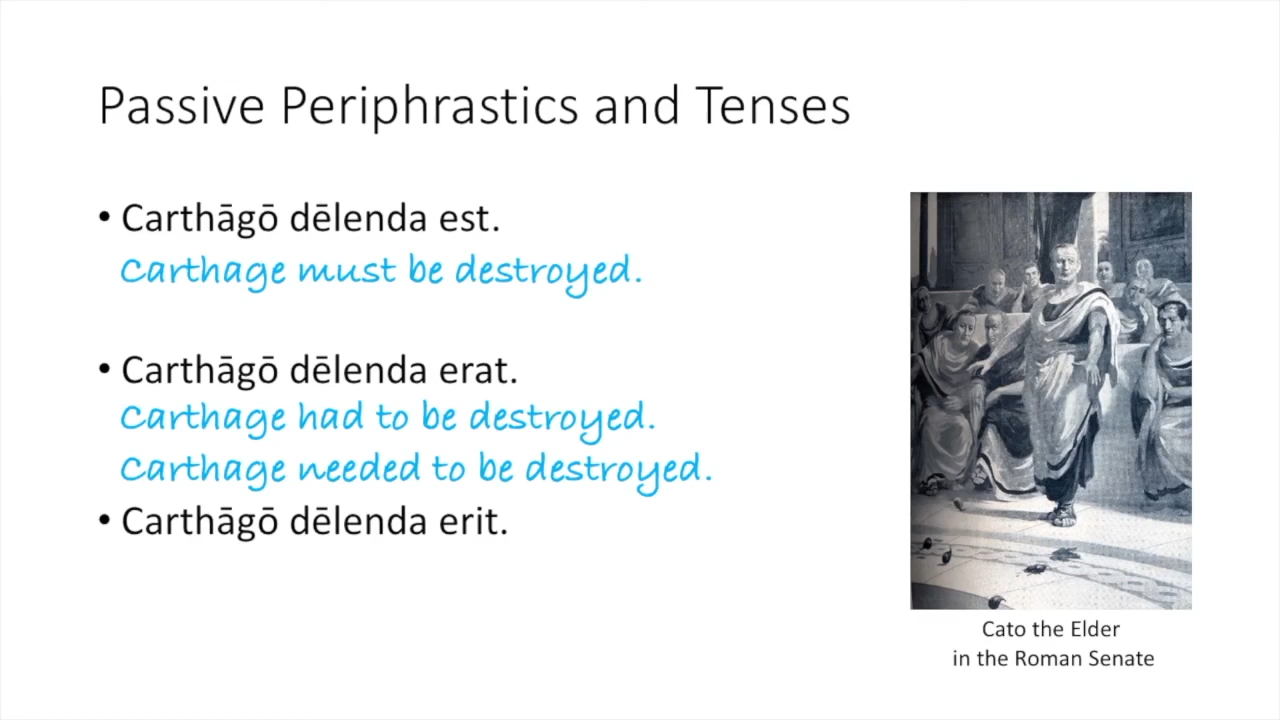 Passive Periphrastics and Tenses
• Carthāgō dēlenda est.
Carthage must be destroyed.
• Carthāgō dēlenda erat.
Carthage had to be destroyed.
Carthage needed to be destroyed.
• Carthāgō dēlenda erit.
Cato the Elder
in the Roman Senate